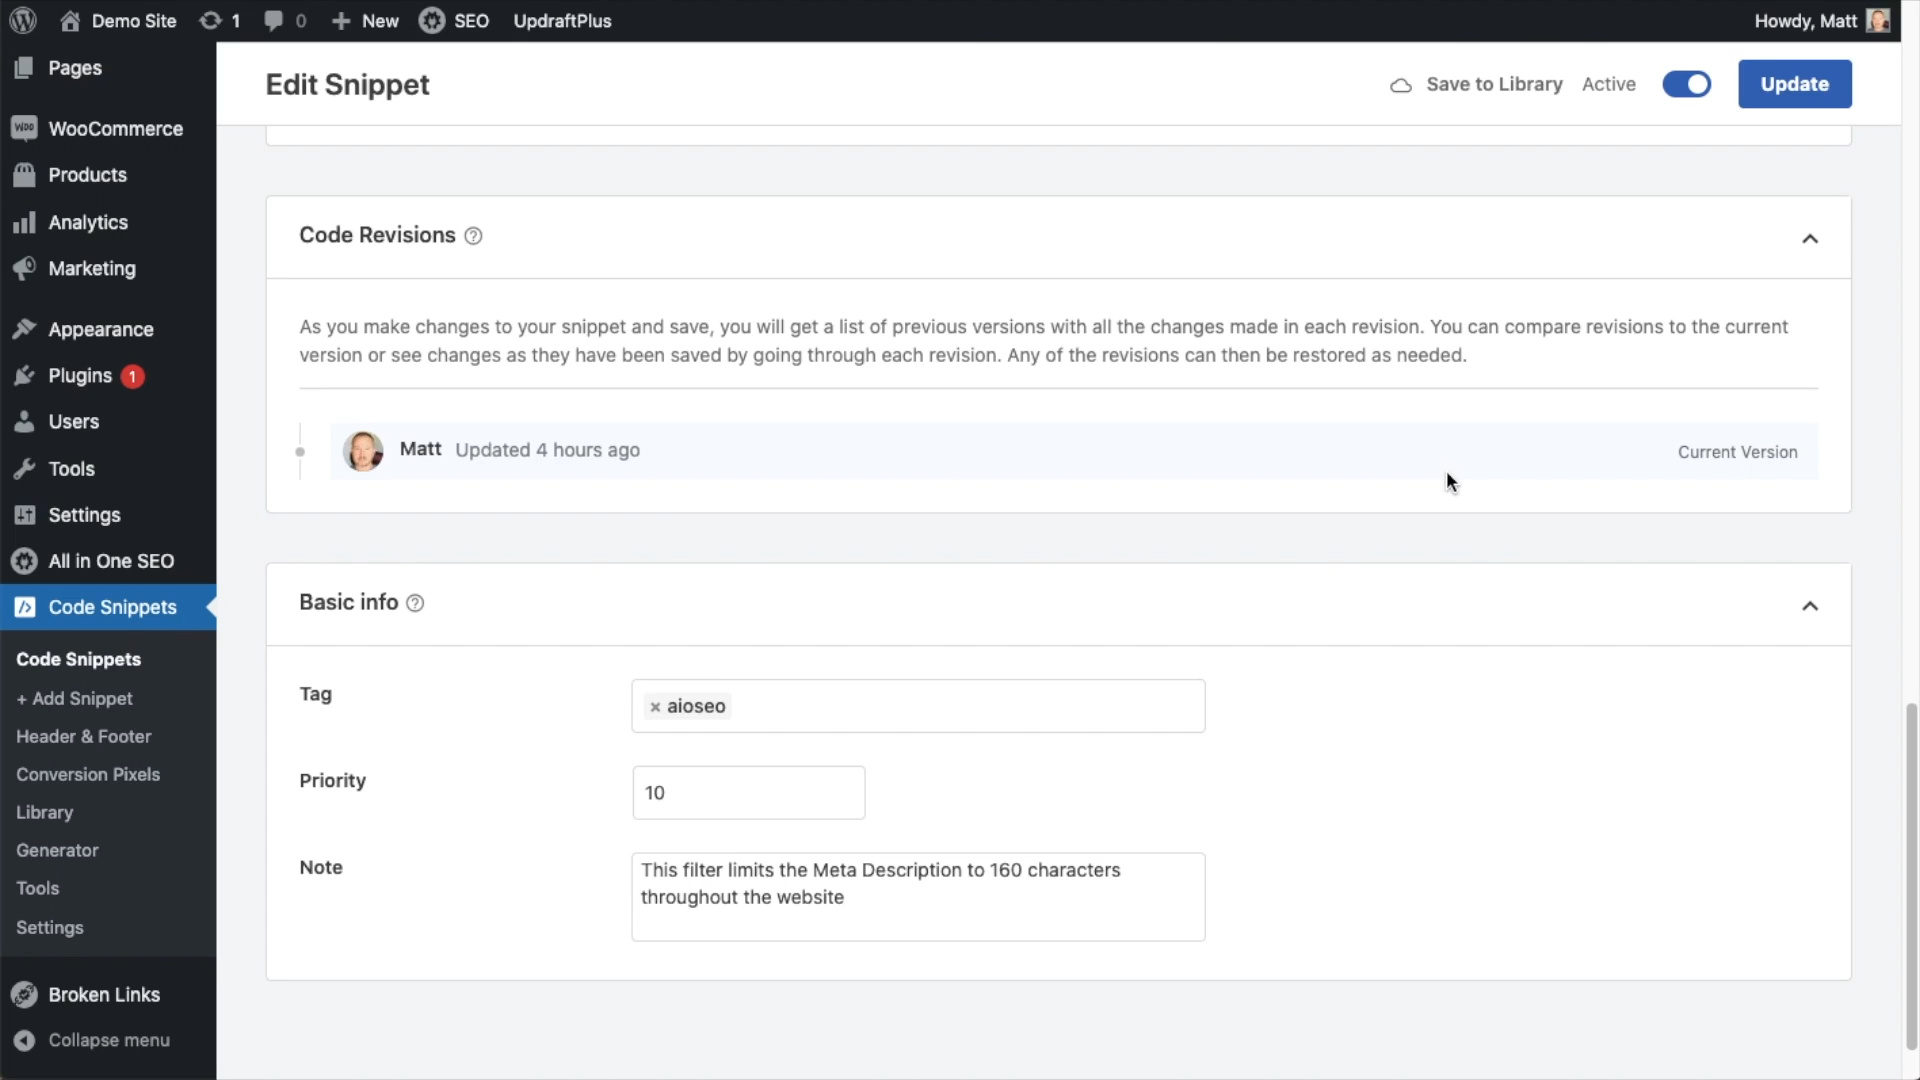 Demo Site 1 0 New SEO UpdraftPlus Howdy, Matt
Pages
WOO WooCommerce
Products
Analytics
Marketing
Appearance
Plugins 1
Users
Tools
Settings
All in One SEO
Code Snippets
Code Snippets
+ Add Snippet
Header & Footer
Conversion Pixels
Library
Generator
Tools
Settings
Broken Links
Collapse menu
Edit Snippet
Save to Library Active Update
Code Revisions ?
As you make changes to your snippet and save, you will get a list of previous versions with all the changes made in each revision. You can compare revisions to the current
version or see changes as they have been saved by going through each revision. Any of the revisions can then be restored as needed.
Matt Updated 4 hours ago Current Version
Basic info ?
Tag × aioseo
Priority 10
Note This filter limits the Meta Description to 160 characters
throughout the website